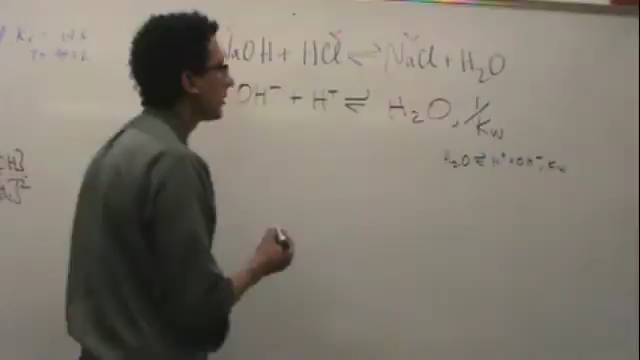 NaOH + HCl ⇌ NaCl + H₂O
OH⁻ + H⁺ ⇌ H₂O, 1/Kw
H₂O ⇌ H⁺ + OH⁻, Kw